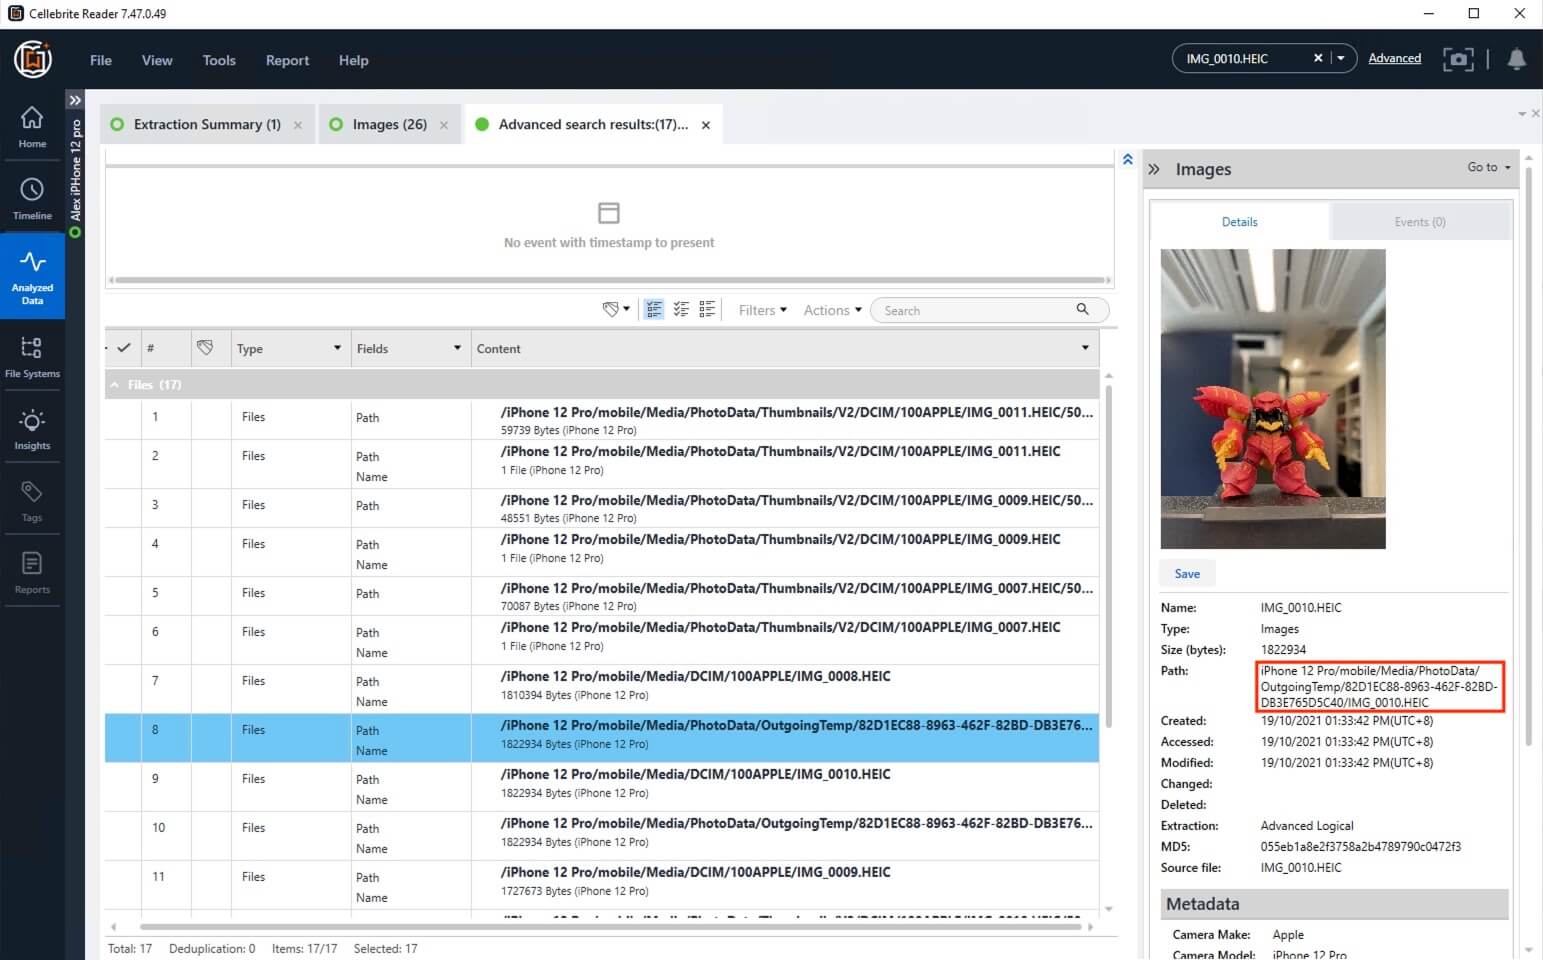 Cellebrite Reader 7.47.0.49
File View Tools Report Help
IMG_0010.HEIC
Advanced
Home
Timeline
Analyzed
Data
File Systems
Insights
Tags
Reports
Alex iPHone 12 pro
Extraction Summary (1)
Images (26)
Advanced search results:(17)...
No event with timestamp to present
Filters Actions Search
# Type Fields Content
Files (17)
1 Files Path /iPhone 12 Pro/mobile/Media/PhotoData/Thumbnails/V2/DCIM/100APPLE/IMG_0011.HEIC/50...
59739 Bytes (iPhone 12 Pro)
2 Files Path /iPhone 12 Pro/mobile/Media/PhotoData/Thumbnails/V2/DCIM/100APPLE/IMG_0011.HEIC
Name 1 File (iPhone 12 Pro)
3 Files Path /iPhone 12 Pro/mobile/Media/PhotoData/Thumbnails/V2/DCIM/100APPLE/IMG_0009.HEIC/50...
48551 Bytes (iPhone 12 Pro)
4 Files Path /iPhone 12 Pro/mobile/Media/PhotoData/Thumbnails/V2/DCIM/100APPLE/IMG_0009.HEIC
Name 1 File (iPhone 12 Pro)
5 Files Path /iPhone 12 Pro/mobile/Media/PhotoData/Thumbnails/V2/DCIM/100APPLE/IMG_0007.HEIC/50...
70087 Bytes (iPhone 12 Pro)
6 Files Path /iPhone 12 Pro/mobile/Media/PhotoData/Thumbnails/V2/DCIM/100APPLE/IMG_0007.HEIC
Name 1 File (iPhone 12 Pro)
7 Files Path /iPhone 12 Pro/mobile/Media/DCIM/100APPLE/IMG_0008.HEIC
Name 1810394 Bytes (iPhone 12 Pro)
8 Files Path /iPhone 12 Pro/mobile/Media/PhotoData/OutgoingTemp/82D1EC88-8963-462F-82BD-DB3E76...
Name 1822934 Bytes (iPhone 12 Pro)
9 Files Path /iPhone 12 Pro/mobile/Media/DCIM/100APPLE/IMG_0010.HEIC
Name 1822934 Bytes (iPhone 12 Pro)
10 Files Path /iPhone 12 Pro/mobile/Media/PhotoData/OutgoingTemp/82D1EC88-8963-462F-82BD-DB3E76...
Name 1822934 Bytes (iPhone 12 Pro)
11 Files Path /iPhone 12 Pro/mobile/Media/DCIM/100APPLE/IMG_0009.HEIC
Name 1727673 Bytes (iPhone 12 Pro)
Total: 17 Deduplication: 0 Items: 17/17 Selected: 17
Images Go to
Details Events (0)
Save
Name: IMG_0010.HEIC
Type: Images
Size (bytes): 1822934
Path: iPhone 12 Pro/mobile/Media/PhotoData/
OutgoingTemp/82D1EC88-8963-462F-82BD-
DB3E765D5C40/IMG_0010.HEIC
Created: 19/10/2021 01:33:42 PM(UTC+8)
Accessed: 19/10/2021 01:33:42 PM(UTC+8)
Modified: 19/10/2021 01:33:42 PM(UTC+8)
Changed:
Deleted:
Extraction: Advanced Logical
MD5: 055eb1a8e2f3758a2b4789790c0472f3
Source file: IMG_0010.HEIC
Metadata
Camera Make: Apple
Camera Model: iPhone 12 Pro